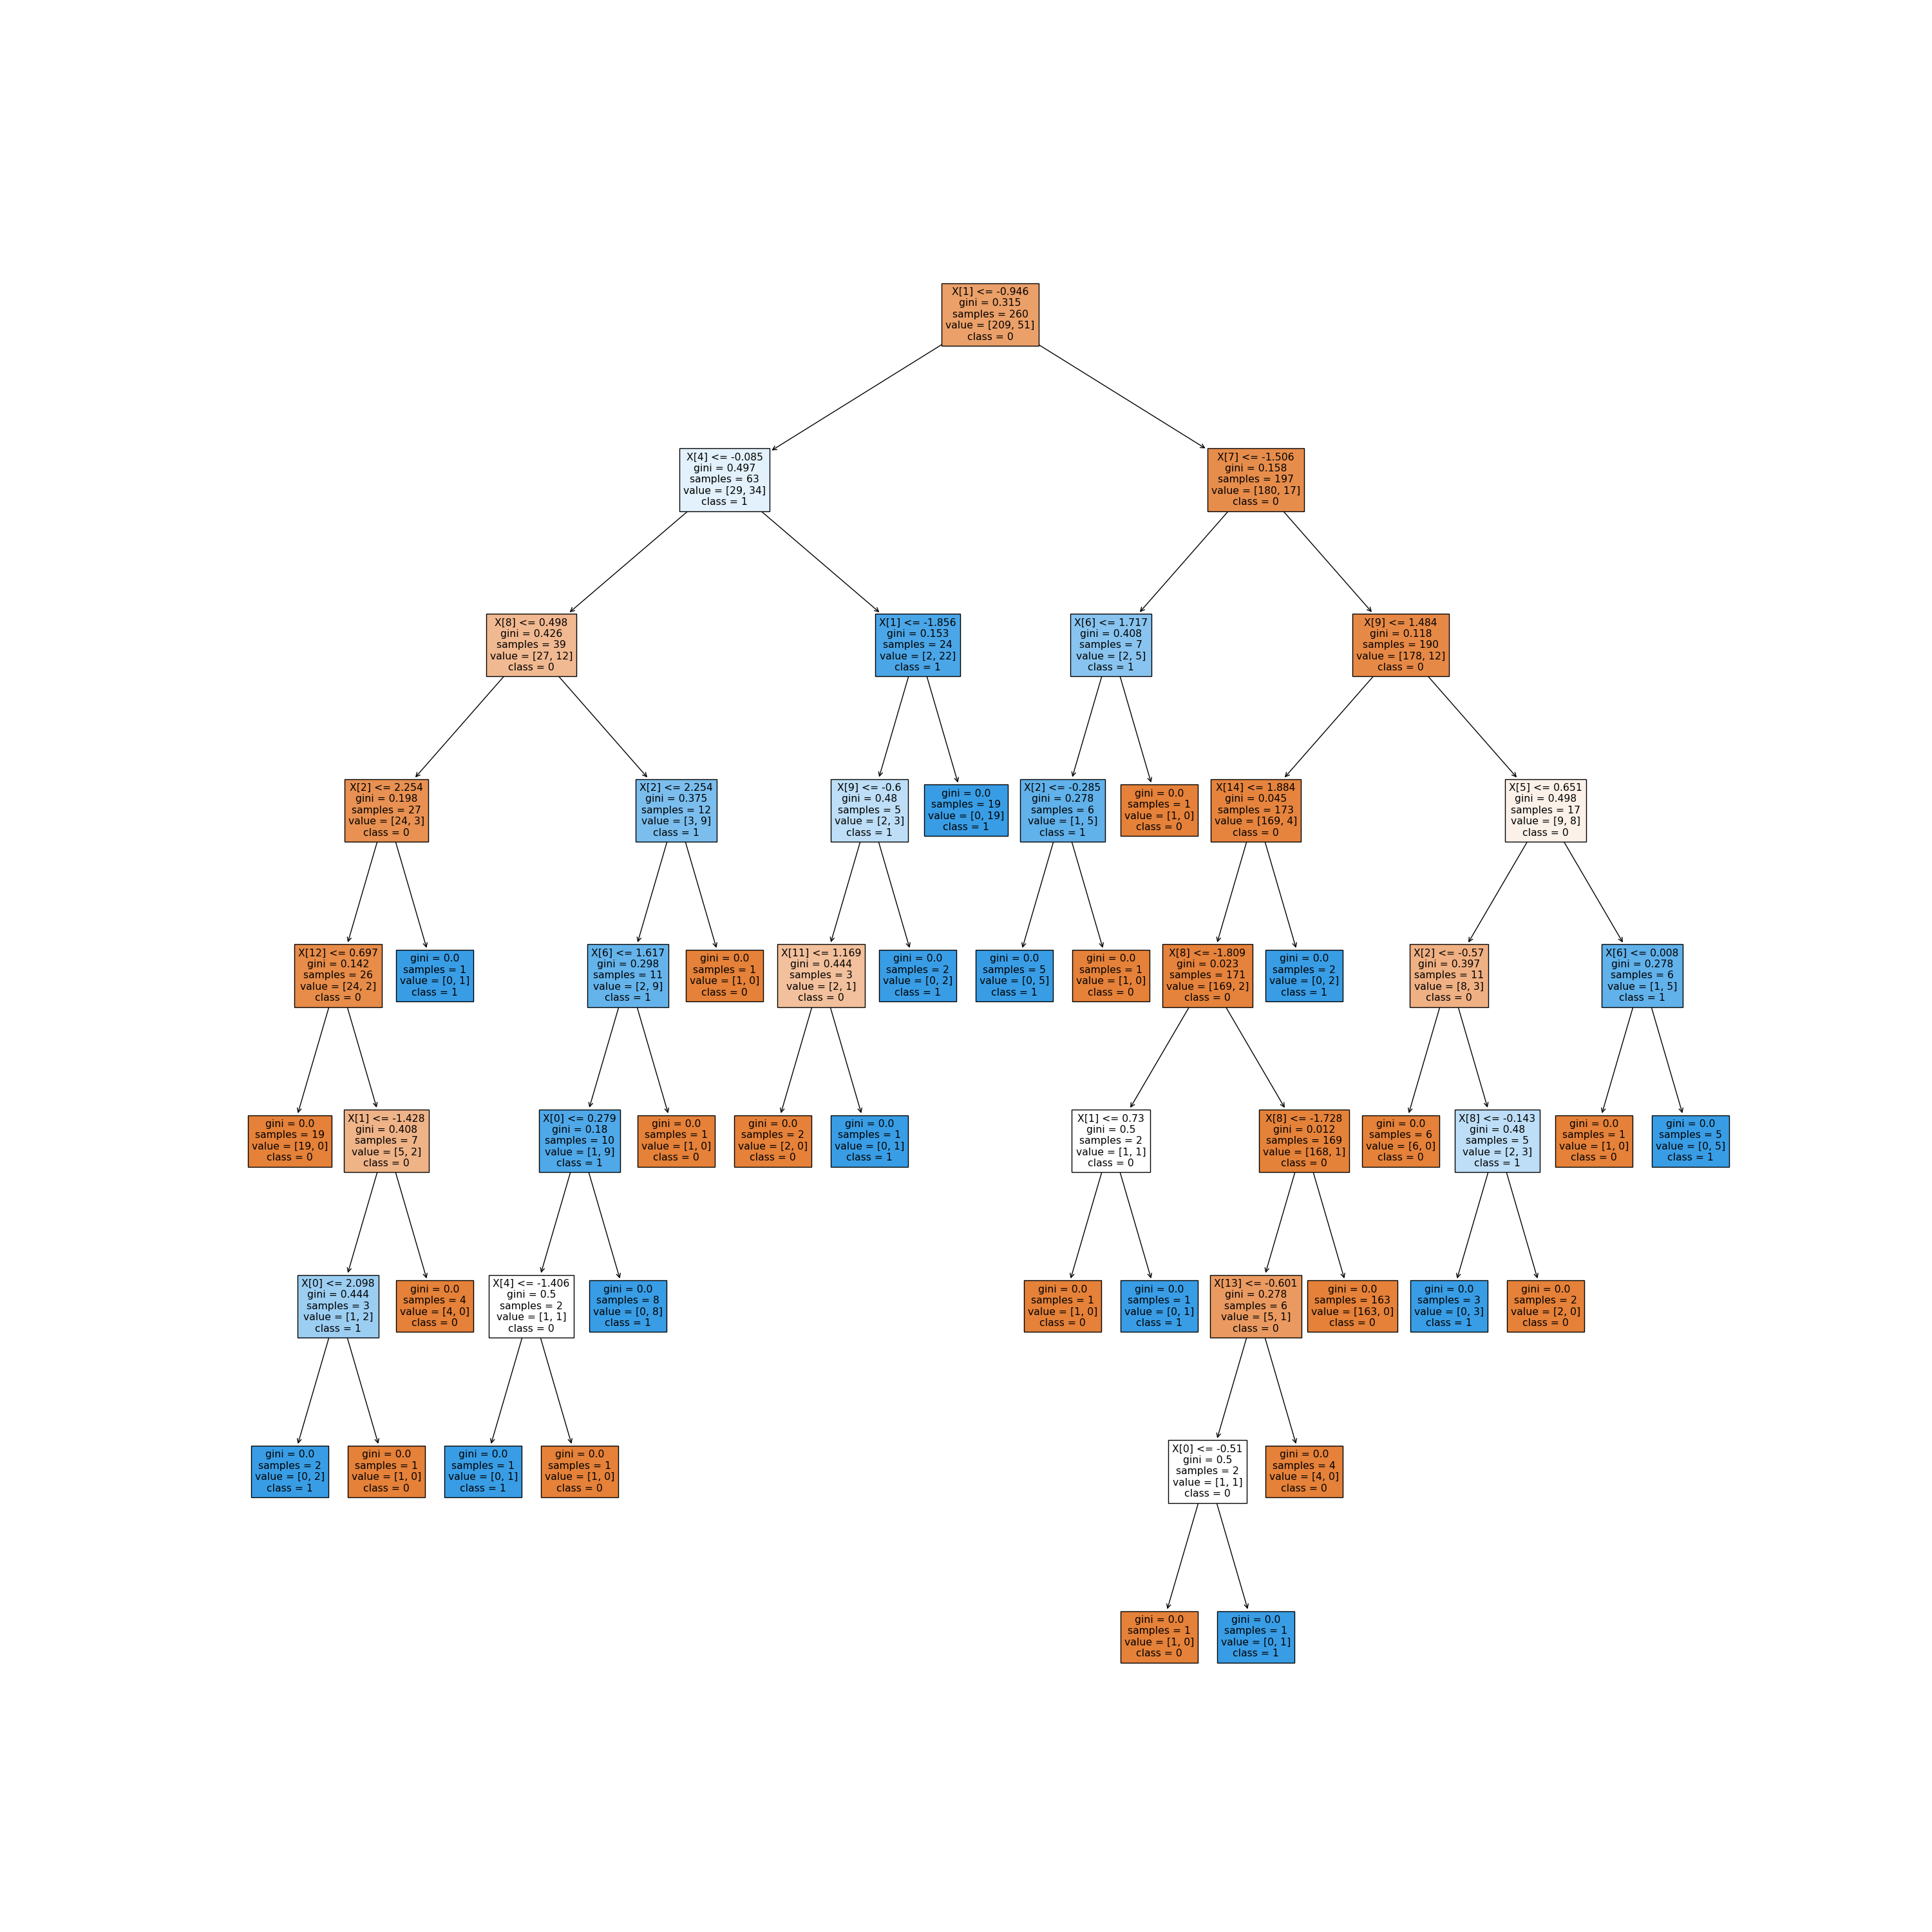 X[1] <= -0.946
gini = 0.315
samples = 260
value = [209, 51]
class = 0
X[4] <= -0.085
gini = 0.497
samples = 63
value = [29, 34]
class = 1
X[7] <= -1.506
gini = 0.158
samples = 197
value = [180, 17]
class = 0
X[8] <= 0.498
gini = 0.426
samples = 39
value = [27, 12]
class = 0
X[1] <= -1.856
gini = 0.153
samples = 24
value = [2, 22]
class = 1
X[6] <= 1.717
gini = 0.408
samples = 7
value = [2, 5]
class = 1
X[9] <= 1.484
gini = 0.118
samples = 190
value = [178, 12]
class = 0
X[2] <= 2.254
gini = 0.198
samples = 27
value = [24, 3]
class = 0
X[2] <= 2.254
gini = 0.375
samples = 12
value = [3, 9]
class = 1
X[9] <= -0.6
gini = 0.48
samples = 5
value = [2, 3]
class = 1
gini = 0.0
samples = 19
value = [0, 19]
class = 1
X[2] <= -0.285
gini = 0.278
samples = 6
value = [1, 5]
class = 1
gini = 0.0
samples = 1
value = [1, 0]
class = 0
X[14] <= 1.884
gini = 0.045
samples = 173
value = [169, 4]
class = 0
X[5] <= 0.651
gini = 0.498
samples = 17
value = [9, 8]
class = 0
X[12] <= 0.697
gini = 0.142
samples = 26
value = [24, 2]
class = 0
gini = 0.0
samples = 1
value = [0, 1]
class = 1
X[6] <= 1.617
gini = 0.298
samples = 11
value = [2, 9]
class = 1
gini = 0.0
samples = 1
value = [1, 0]
class = 0
X[11] <= 1.169
gini = 0.444
samples = 3
value = [2, 1]
class = 0
gini = 0.0
samples = 2
value = [0, 2]
class = 1
gini = 0.0
samples = 5
value = [0, 5]
class = 1
gini = 0.0
samples = 1
value = [1, 0]
class = 0
X[8] <= -1.809
gini = 0.023
samples = 171
value = [169, 2]
class = 0
gini = 0.0
samples = 2
value = [0, 2]
class = 1
X[2] <= -0.57
gini = 0.397
samples = 11
value = [8, 3]
class = 0
X[6] <= 0.008
gini = 0.278
samples = 6
value = [1, 5]
class = 1
gini = 0.0
samples = 19
value = [19, 0]
class = 0
X[1] <= -1.428
gini = 0.408
samples = 7
value = [5, 2]
class = 0
X[0] <= 0.279
gini = 0.18
samples = 10
value = [1, 9]
class = 1
gini = 0.0
samples = 1
value = [1, 0]
class = 0
gini = 0.0
samples = 2
value = [2, 0]
class = 0
gini = 0.0
samples = 1
value = [0, 1]
class = 1
X[1] <= 0.73
gini = 0.5
samples = 2
value = [1, 1]
class = 0
X[8] <= -1.728
gini = 0.012
samples = 169
value = [168, 1]
class = 0
gini = 0.0
samples = 6
value = [6, 0]
class = 0
X[8] <= -0.143
gini = 0.48
samples = 5
value = [2, 3]
class = 1
gini = 0.0
samples = 1
value = [1, 0]
class = 0
gini = 0.0
samples = 5
value = [0, 5]
class = 1
X[0] <= 2.098
gini = 0.444
samples = 3
value = [1, 2]
class = 1
gini = 0.0
samples = 4
value = [4, 0]
class = 0
X[4] <= -1.406
gini = 0.5
samples = 2
value = [1, 1]
class = 0
gini = 0.0
samples = 8
value = [0, 8]
class = 1
gini = 0.0
samples = 1
value = [1, 0]
class = 0
gini = 0.0
samples = 1
value = [0, 1]
class = 1
X[13] <= -0.601
gini = 0.278
samples = 6
value = [5, 1]
class = 0
gini = 0.0
samples = 163
value = [163, 0]
class = 0
gini = 0.0
samples = 3
value = [0, 3]
class = 1
gini = 0.0
samples = 2
value = [2, 0]
class = 0
gini = 0.0
samples = 2
value = [0, 2]
class = 1
gini = 0.0
samples = 1
value = [1, 0]
class = 0
gini = 0.0
samples = 1
value = [0, 1]
class = 1
gini = 0.0
samples = 1
value = [1, 0]
class = 0
X[0] <= -0.51
gini = 0.5
samples = 2
value = [1, 1]
class = 0
gini = 0.0
samples = 4
value = [4, 0]
class = 0
gini = 0.0
samples = 1
value = [1, 0]
class = 0
gini = 0.0
samples = 1
value = [0, 1]
class = 1